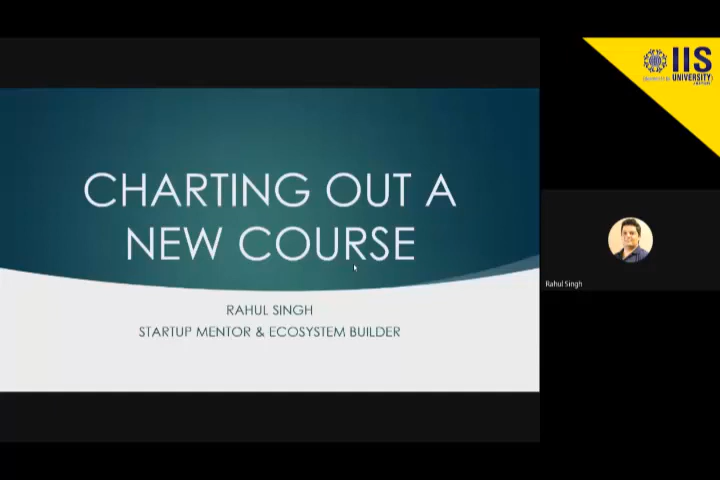 CHARTING OUT A
NEW COURSE
RAHUL SINGH
STARTUP MENTOR & ECOSYSTEM BUILDER
IIS
UNIVERSITY
Rahul Singh